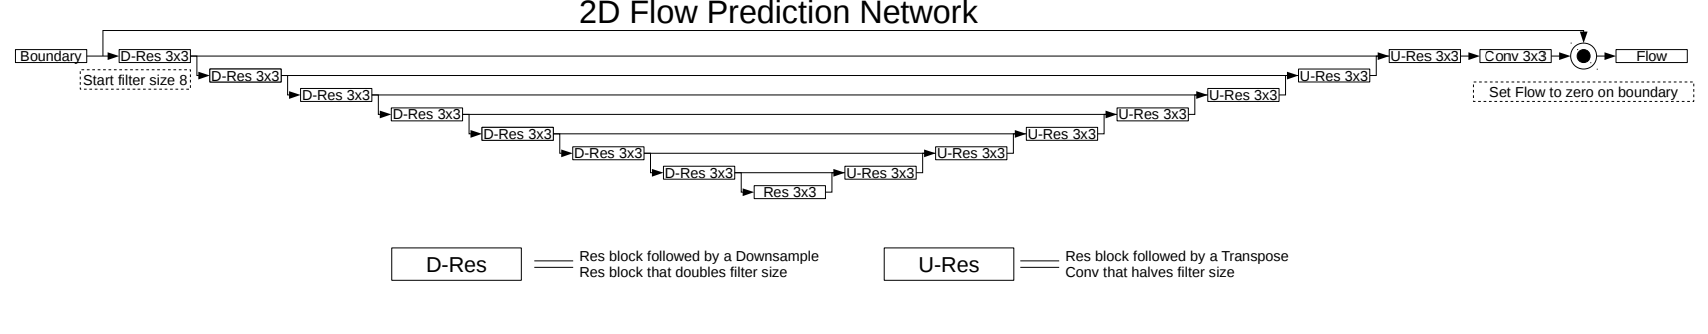 2D Flow Prediction Network
Boundary
D-Res 3x3
U-Res 3x3
Conv 3x3
Flow
Start filter size 8
D-Res 3x3
U-Res 3x3
Set Flow to zero on boundary
D-Res 3x3
U-Res 3x3
D-Res 3x3
U-Res 3x3
D-Res 3x3
U-Res 3x3
D-Res 3x3
U-Res 3x3
D-Res 3x3
U-Res 3x3
Res 3x3
D-Res
Res block followed by a Downsample
Res block that doubles filter size
U-Res
Res block followed by a Transpose
Conv that halves filter size